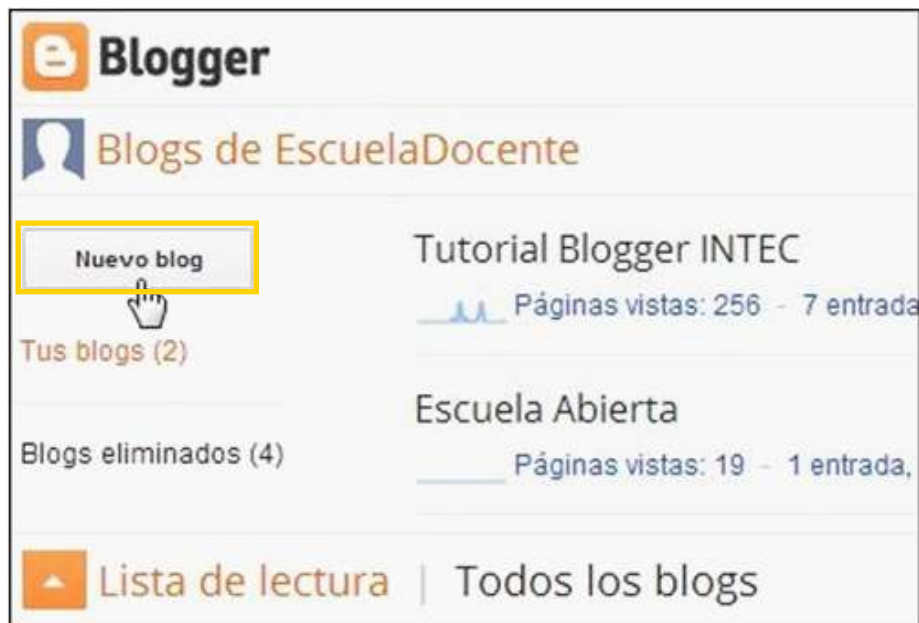 Blogger
Blogs de EscuelaDocente
Nuevo blog
Tus blogs (2)
Blogs eliminados (4)
Tutorial Blogger INTEC
Páginas vistas: 256 - 7 entrada
Escuela Abierta
Páginas vistas: 19 - 1 entrada,
Lista de lectura | Todos los blogs